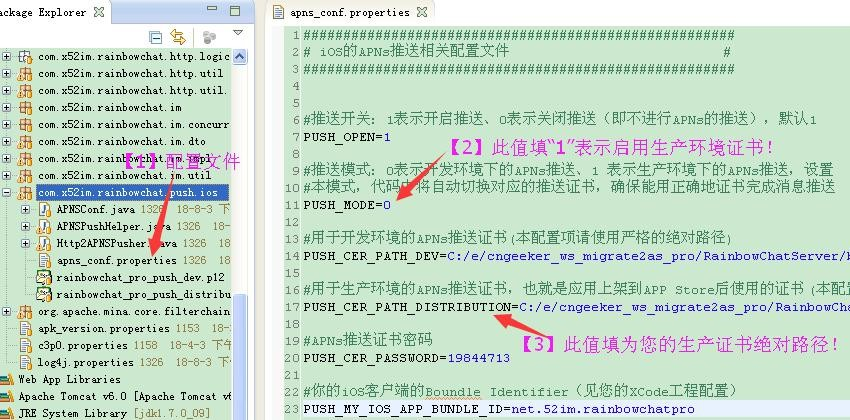 ackage Explorer
com.x52im.rainbowchat.http.logic
com.x52im.rainbowchat.http.util
com.x52im.rainbowchat.http.util.
com.x52im.rainbowchat.im
com.x52im.rainbowchat.im.concurr
com.x52im.rainbowchat.im.dto
com.x52im.rainbowchat.im.impl
com.x52im.rainbowchat.im.util
com.x52im.rainbowchat.push.ios
APNSConf.java 1326 18-8-3 下
APNSPushHelper.java 1326
Http2APNSPusher.java 1326
apns_conf.properties 1326 18
rainbowchat_pro_push_dev.p12
rainbowchat_pro_push_distribu
org.apache.mina.core.filterchain
apk_version.properties 1153 18-
c3p0.properties 1158 18-4-3 下
log4j.properties 1326 18-8-3 下
Web App Libraries
Apache Tomcat v6.0 [Apache Tomcat v6
JRE System Library [jdk1.7.0_09]
【1】配置文件
apns_conf.properties
1 ##################################################
2 # iOS的APNs推送相关配置文件 #
3 ##################################################
4
5
6 #推送开关：1表示开启推送、0表示关闭推送（即不进行APNs的推送），默认1
7 PUSH_OPEN=1
8
【2】此值填“1”表示启用生产环境证书！
9 #推送模式：0表示开发环境下的APNs推送、1 表示生产环境下的APNs推送，设置
10 #本模式，代码中将自动切换对应的推送证书，确保能用正确地证书完成消息推送
11 PUSH_MODE=0
12
13 #用于开发环境的APNs推送证书(本配置项请使用严格的绝对路径)
14 PUSH_CER_PATH_DEV=C:/e/cngeeker_ws_migrate2as_pro/RainbowChatServer/b
15
16 #用于生产环境的APNs推送证书，也就是应用上架到APP Store后使用的证书 (本配
17 PUSH_CER_PATH_DISTRIBUTION=C:/e/cngeeker_ws_migrate2as_pro/RainbowCha
18
【3】此值填为您的生产证书绝对路径！
19 #APNs推送证书密码
20 PUSH_CER_PASSWORD=19844713
21
22 #你的iOS客户端的Boundle Identifier（见您的XCode工程配置）
23 PUSH_MY_IOS_APP_BUNDLE_ID=net.52im.rainbowchatpro